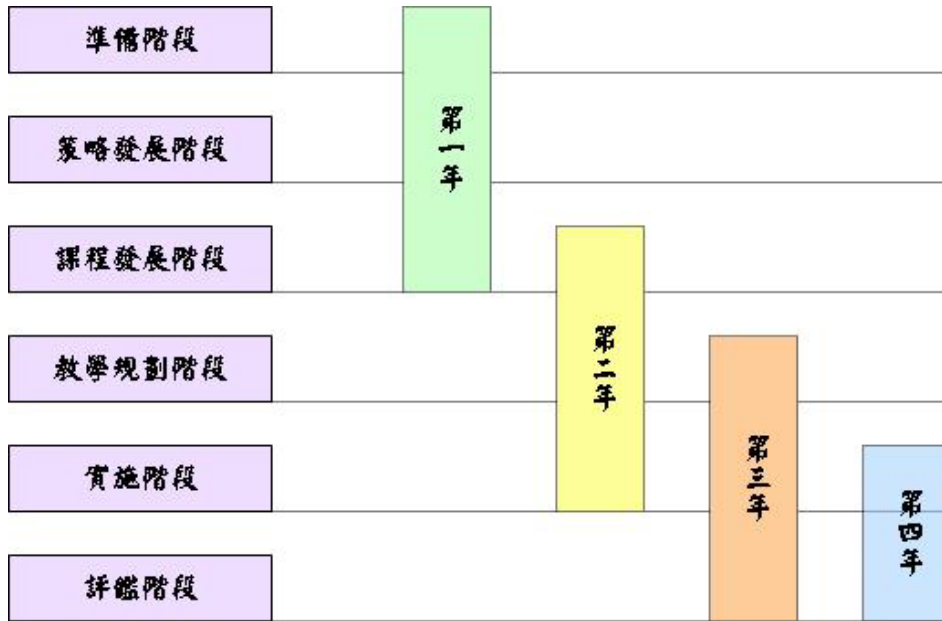 準備階段
策略發展階段
課程發展階段
教學規劃階段
實施階段
評鑑階段
第一年
第二年
第三年
第四年